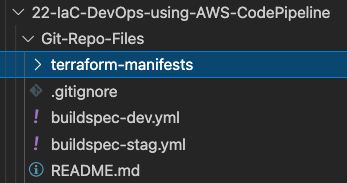 22-IaC-DevOps-using-AWS-CodePipeline
Git-Repo-Files
terraform-manifests
.gitignore
buildspec-dev.yml
buildspec-stag.yml
README.md